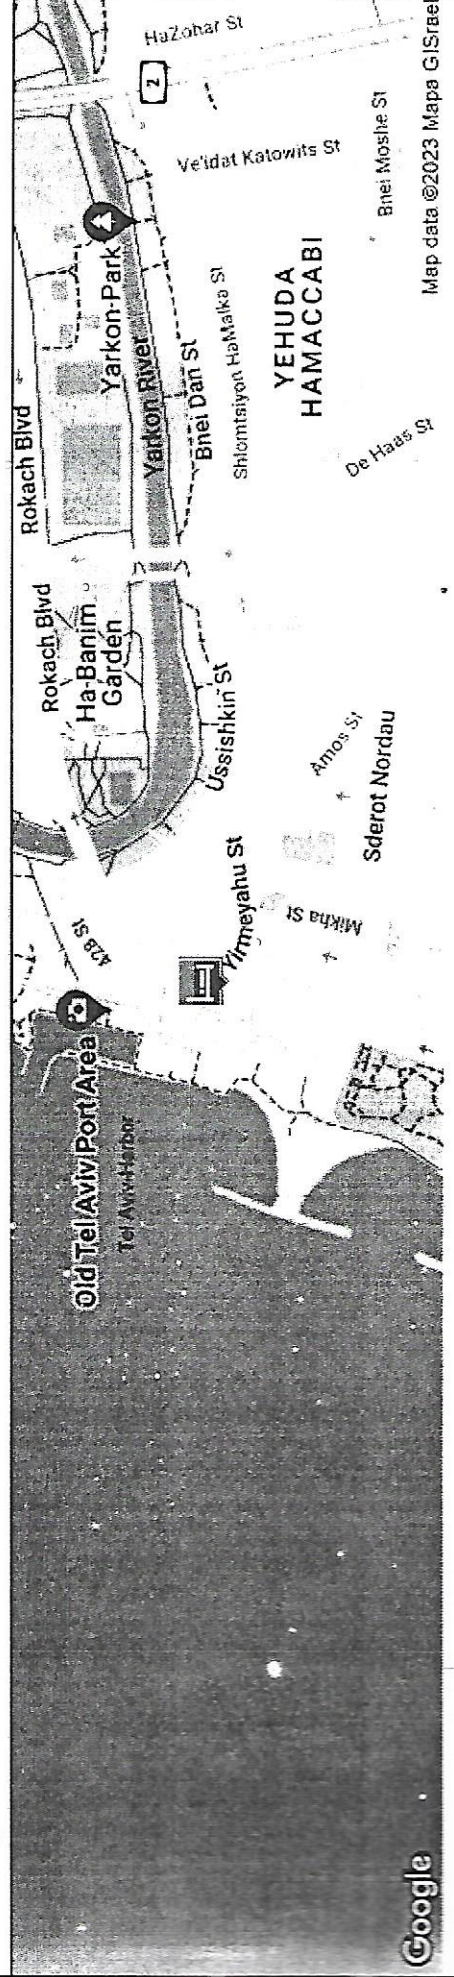 Old Tel Aviv Port Area
Tel Aviv Harbor
A2B St
Yirmeyahu St
Mikha St
Sderot Nordau
Amos St
Ussishkin St
Rokach Blvd
Ha-Banim
Garden
Rokach Blvd
Yarkon-Park
Yarkon River
Bnei Dan St
Shlomtsiyon HaMalka St
De Haas St
YEHUDA
HAMACCABI
Ve'idat Katowits St
HaZohar St
2
Bnei Moshe St
Google
Map data ©2023 Mapa GISrael